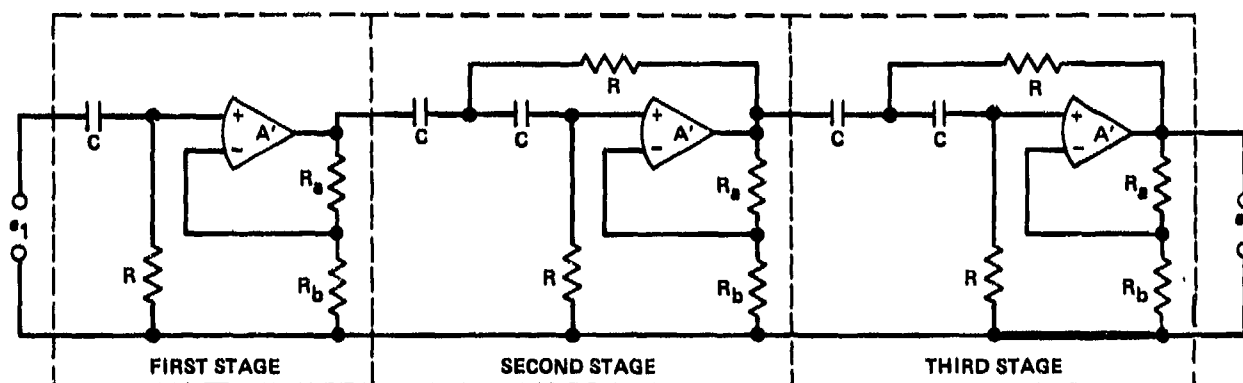 R R
C A' C C A' C C A'
+ + +
− − −
Ra Ra Ra
e1 e
R Rb R Rb R Rb
FIRST STAGE SECOND STAGE THIRD STAGE